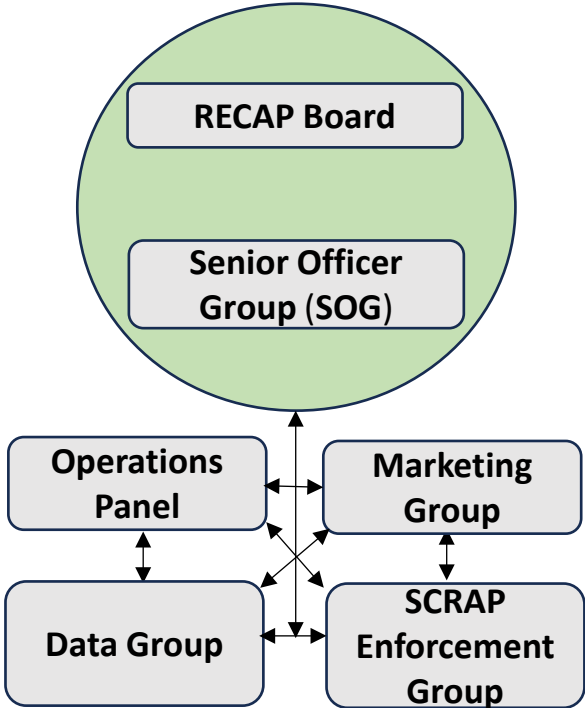 RECAP Board
Senior Officer
Group (SOG)
Operations
Panel
Marketing
Group
Data Group
SCRAP
Enforcement
Group